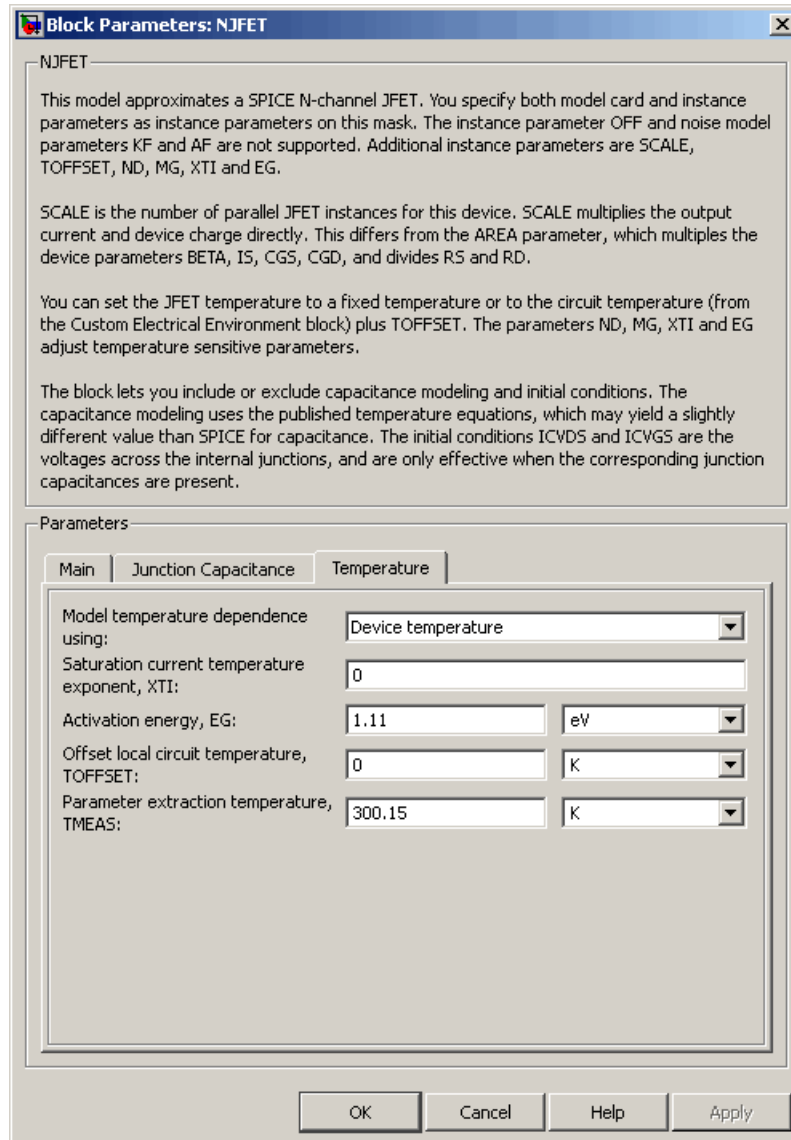 Block Parameters: NJFET
NJFET
This model approximates a SPICE N-channel JFET. You specify both model card and instance
parameters as instance parameters on this mask. The instance parameter OFF and noise model
parameters KF and AF are not supported. Additional instance parameters are SCALE,
TOFFSET, ND, MG, XTI and EG.
SCALE is the number of parallel JFET instances for this device. SCALE multiplies the output
current and device charge directly. This differs from the AREA parameter, which multiples the
device parameters BETA, IS, CGS, CGD, and divides RS and RD.
You can set the JFET temperature to a fixed temperature or to the circuit temperature (from
the Custom Electrical Environment block) plus TOFFSET. The parameters ND, MG, XTI and EG
adjust temperature sensitive parameters.
The block lets you include or exclude capacitance modeling and initial conditions. The
capacitance modeling uses the published temperature equations, which may yield a slightly
different value than SPICE for capacitance. The initial conditions ICVDS and ICVGS are the
voltages across the internal junctions, and are only effective when the corresponding junction
capacitances are present.
Parameters
Main Junction Capacitance Temperature
Model temperature dependence
using:
Device temperature
Saturation current temperature
exponent, XTI:
0
Activation energy, EG: 1.11 eV
Offset local circuit temperature,
TOFFSET:
0 K
Parameter extraction temperature,
TMEAS:
300.15 K
OK Cancel Help Apply